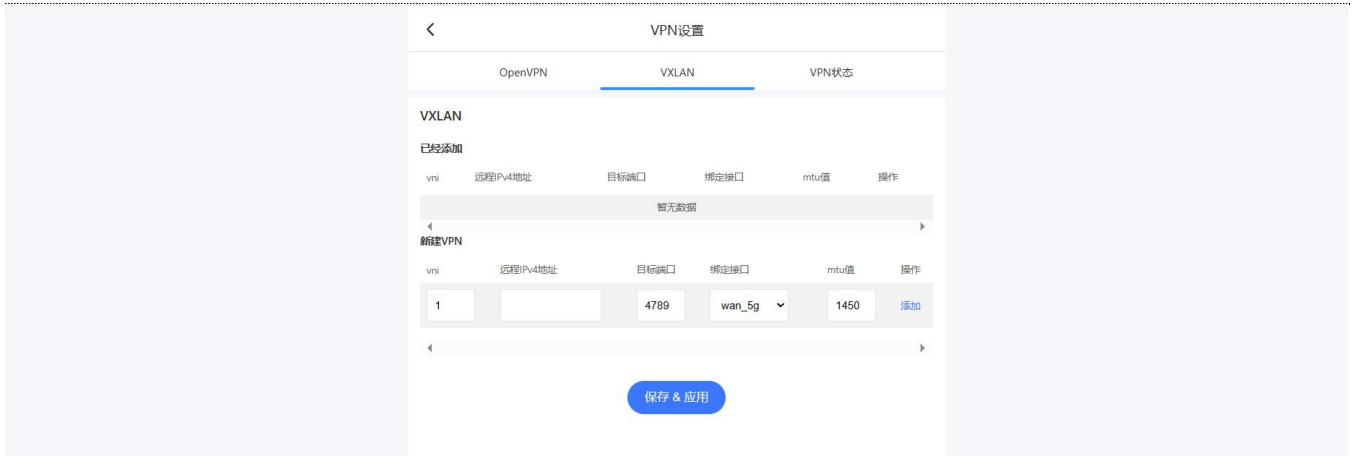 VPN设置
OpenVPN VXLAN VPN状态
VXLAN
已经添加
vni 远程IPv4地址 目标端口 绑定接口 mtu值 操作
暂无数据
新建VPN
vni 远程IPv4地址 目标端口 绑定接口 mtu值 操作
1 4789 wan_5g 1450 添加
保存 & 应用